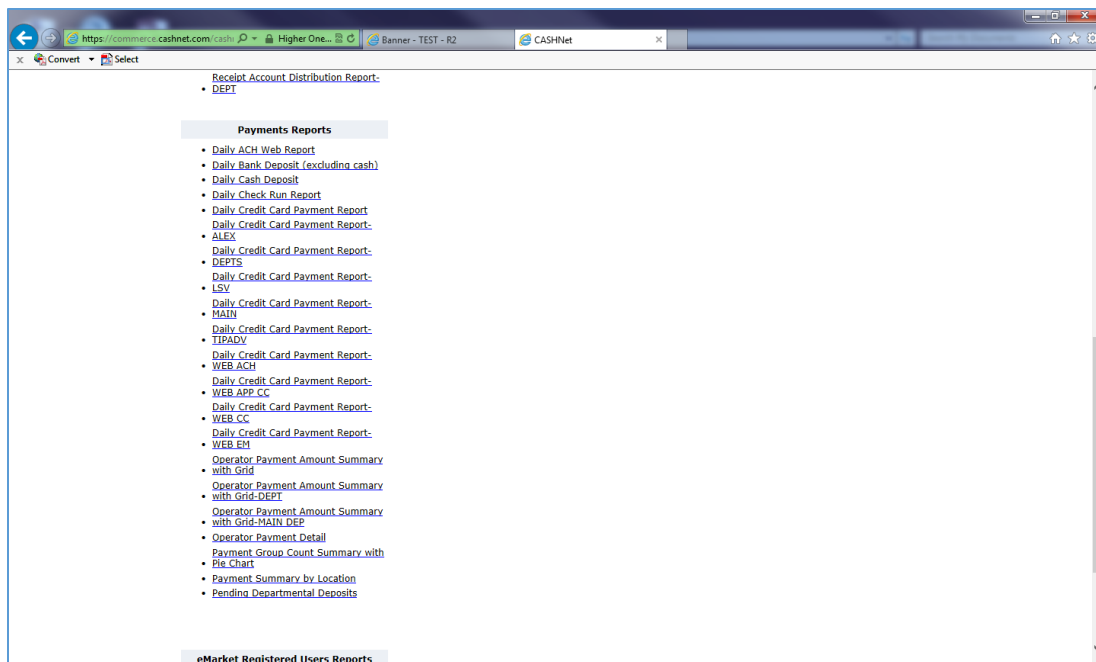 https://commerce.cashnet.com/cash
Higher One...
Banner - TEST - R2
CASHNet
x Convert Select
Receipt Account Distribution Report-
• DEPT
Payments Reports
• Daily ACH Web Report
• Daily Bank Deposit (excluding cash)
• Daily Cash Deposit
• Daily Check Run Report
• Daily Credit Card Payment Report
Daily Credit Card Payment Report-
• ALEX
Daily Credit Card Payment Report-
• DEPTS
Daily Credit Card Payment Report-
• LSV
Daily Credit Card Payment Report-
• MAIN
Daily Credit Card Payment Report-
• TIPADV
Daily Credit Card Payment Report-
• WEB ACH
Daily Credit Card Payment Report-
• WEB APP CC
Daily Credit Card Payment Report-
• WEB CC
Daily Credit Card Payment Report-
• WEB EM
Operator Payment Amount Summary
• with Grid
Operator Payment Amount Summary
• with Grid-DEPT
Operator Payment Amount Summary
• with Grid-MAIN DEP
• Operator Payment Detail
Payment Group Count Summary with
• Pie Chart
• Payment Summary by Location
• Pending Departmental Deposits
eMarket Registered Users Reports